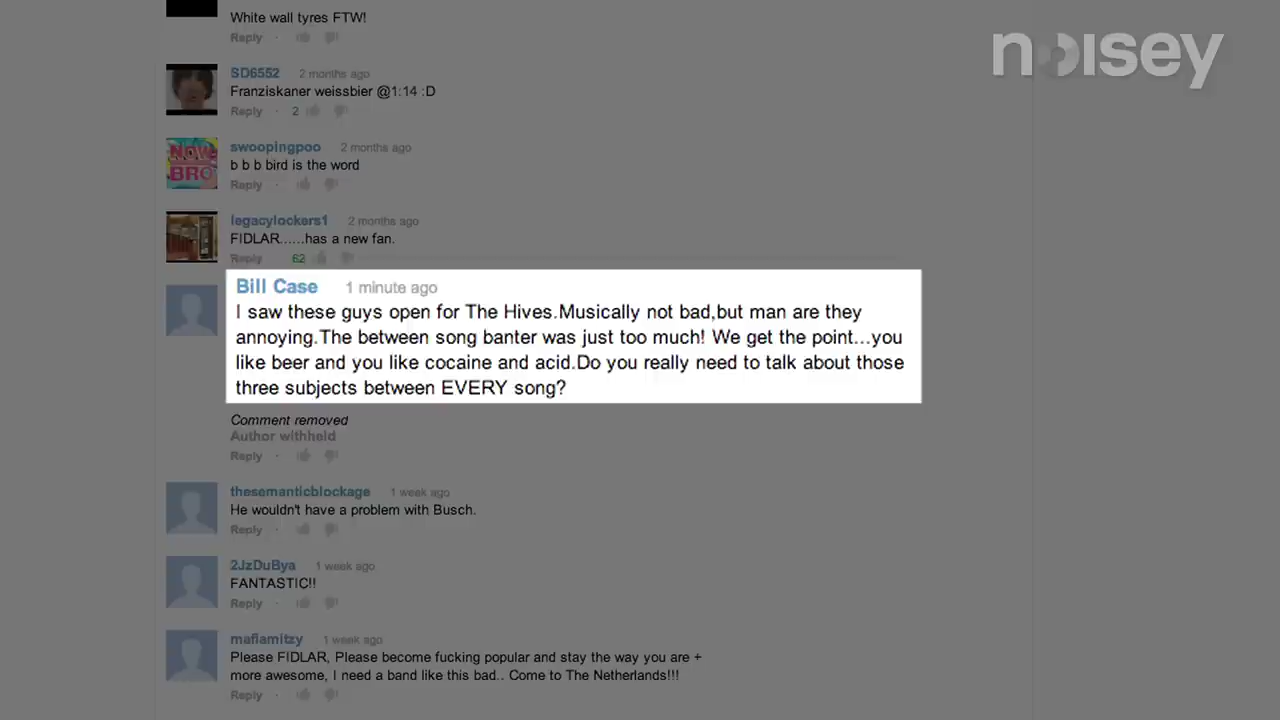 noisey
White wall tyres FTW!
Reply ·
SD6552 2 months ago
Franziskaner weissbier @1:14 :D
Reply · 2
swoopingpoo 2 months ago
NOW
BRO
b b b bird is the word
Reply ·
legacylockers1 2 months ago
FIDLAR......has a new fan.
Reply 62
Bill Case 1 minute ago
I saw these guys open for The Hives.Musically not bad,but man are they
annoying.The between song banter was just too much! We get the point...you
like beer and you like cocaine and acid.Do you really need to talk about those
three subjects between EVERY song?
Comment removed
Author withheld
Reply ·
thesemanticblockage 1 week ago
He wouldn't have a problem with Busch.
Reply ·
2JzDuBya 1 week ago
FANTASTIC!!
Reply ·
mafiamitzy 1 week ago
Please FIDLAR, Please become fucking popular and stay the way you are +
more awesome, I need a band like this bad.. Come to The Netherlands!!!
Reply ·